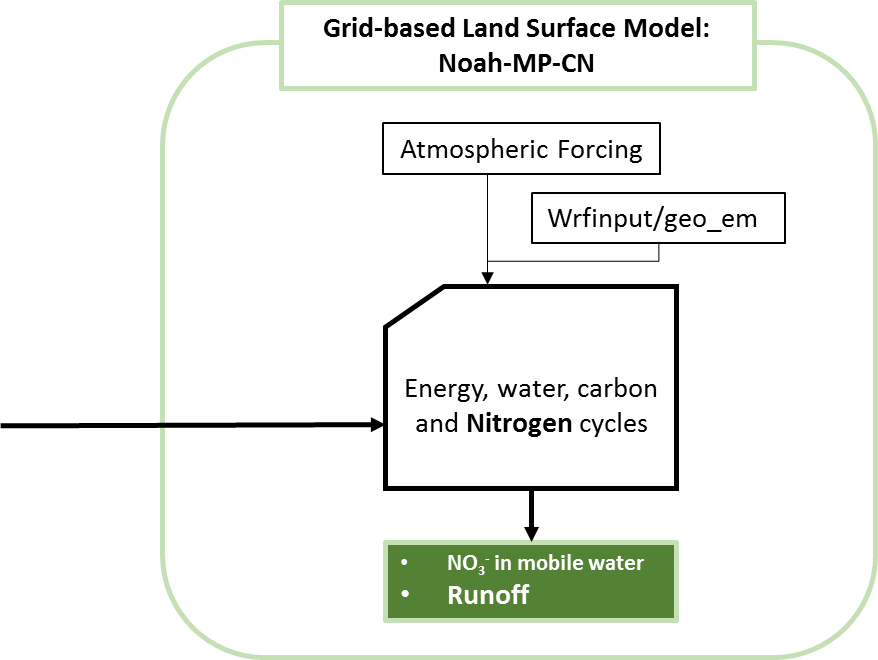 Grid-based Land Surface Model:
Noah-MP-CN
Atmospheric Forcing
Wrfinput/geo_em
Energy, water, carbon
and Nitrogen cycles
• NO₃⁻ in mobile water
• Runoff